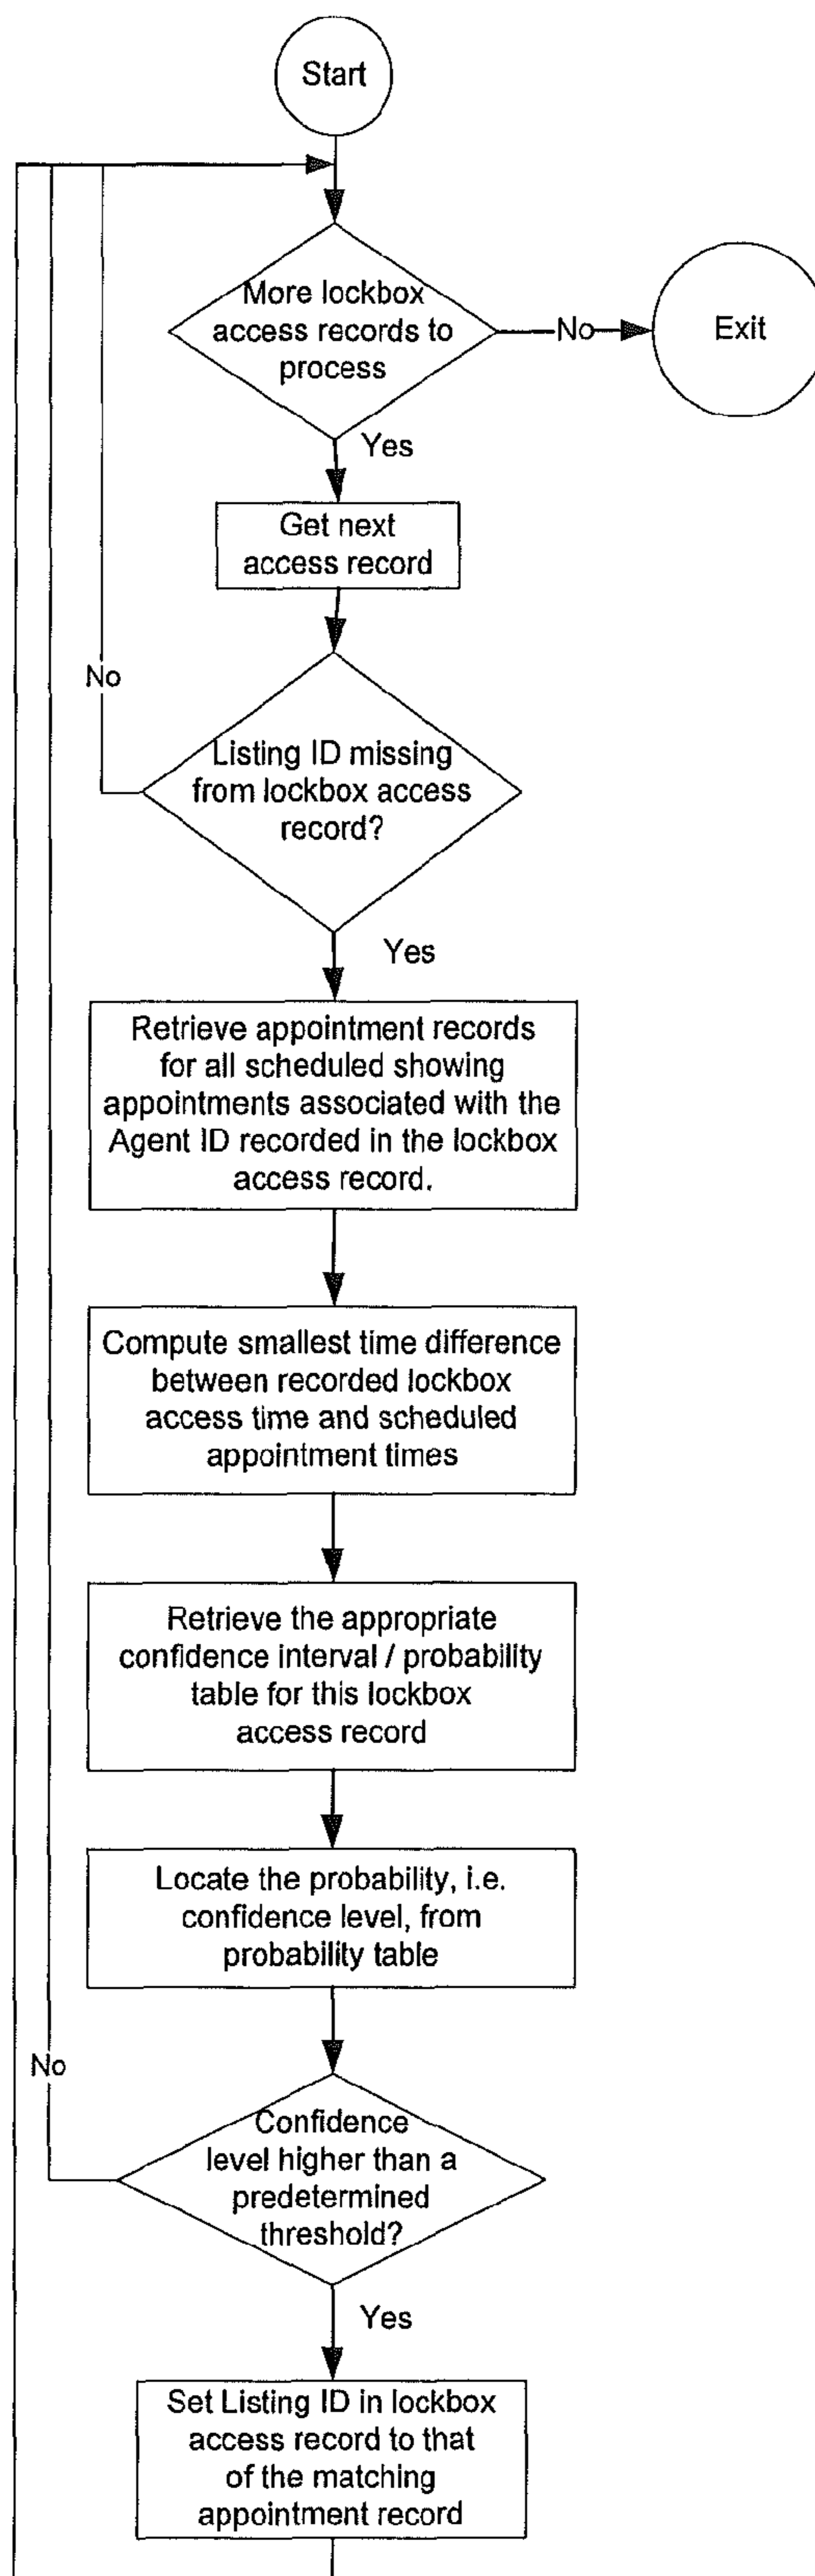 Start
More lockbox
access records to
process
No
Exit
Yes
Get next
access record
No
Listing ID missing
from lockbox access
record?
Yes
Retrieve appointment records
for all scheduled showing
appointments associated with the
Agent ID recorded in the lockbox
access record.
Compute smallest time difference
between recorded lockbox
access time and scheduled
appointment times
Retrieve the appropriate
confidence interval / probability
table for this lockbox
access record
Locate the probability, i.e.
confidence level, from
probability table
No
Confidence
level higher than a
predetermined
threshold?
Yes
Set Listing ID in lockbox
access record to that
of the matching
appointment record